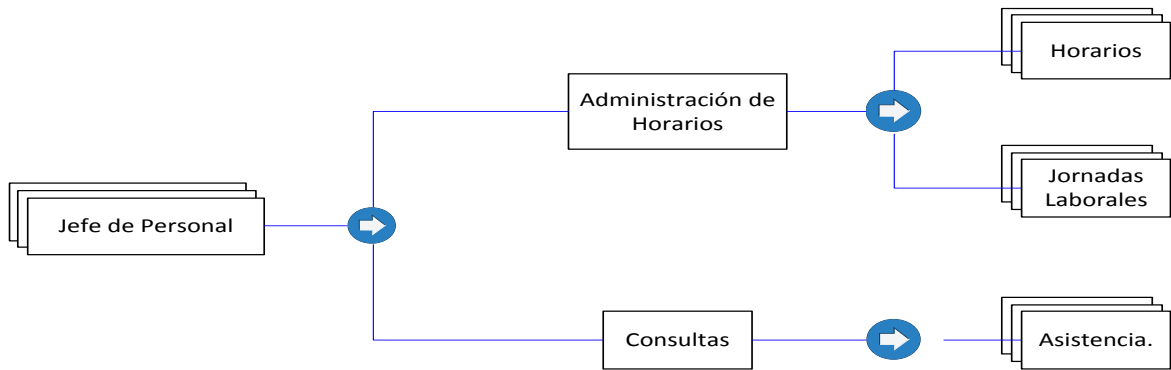 Horarios
Administración de
Horarios
Jornadas
Laborales
Jefe de Personal
Consultas
Asistencia.